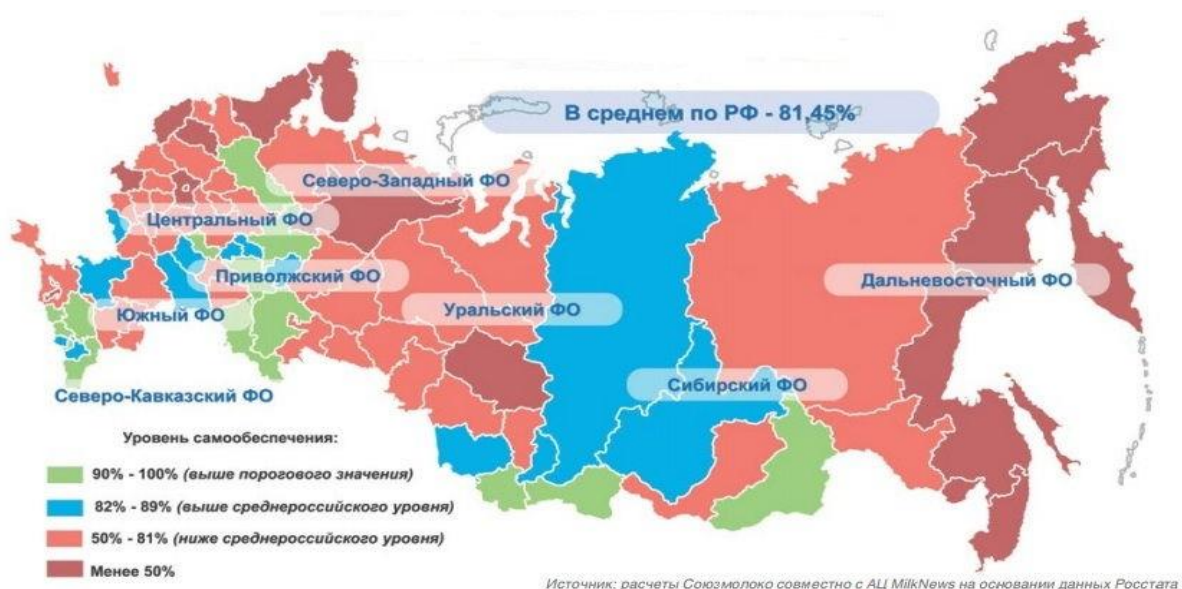 В среднем по РФ - 81,45%
Северо-Западный ФО
Центральный ФО
Приволжский ФО
Дальневосточный ФО
Южный ФО
Уральский ФО
Сибирский ФО
Северо-Кавказский ФО
Уровень самообеспечения:
90% - 100% (выше порогового значения)
82% - 89% (выше среднероссийского уровня)
50% - 81% (ниже среднероссийского уровня)
Менее 50%
Источник: расчеты Союзмолоко совместно с АЦ MilkNews на основании данных Росстата